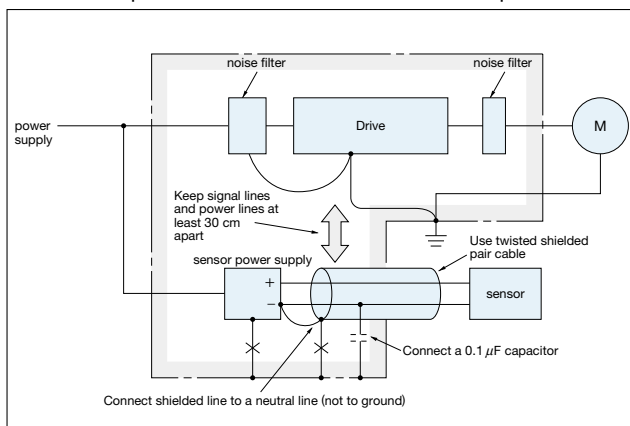 noise filter
noise filter
power
supply
Drive
M
Keep signal lines
and power lines at
least 30 cm
apart
Use twisted shielded
pair cable
sensor power supply
+
−
sensor
Connect a 0.1 μF capacitor
Connect shielded line to a neutral line (not to ground)